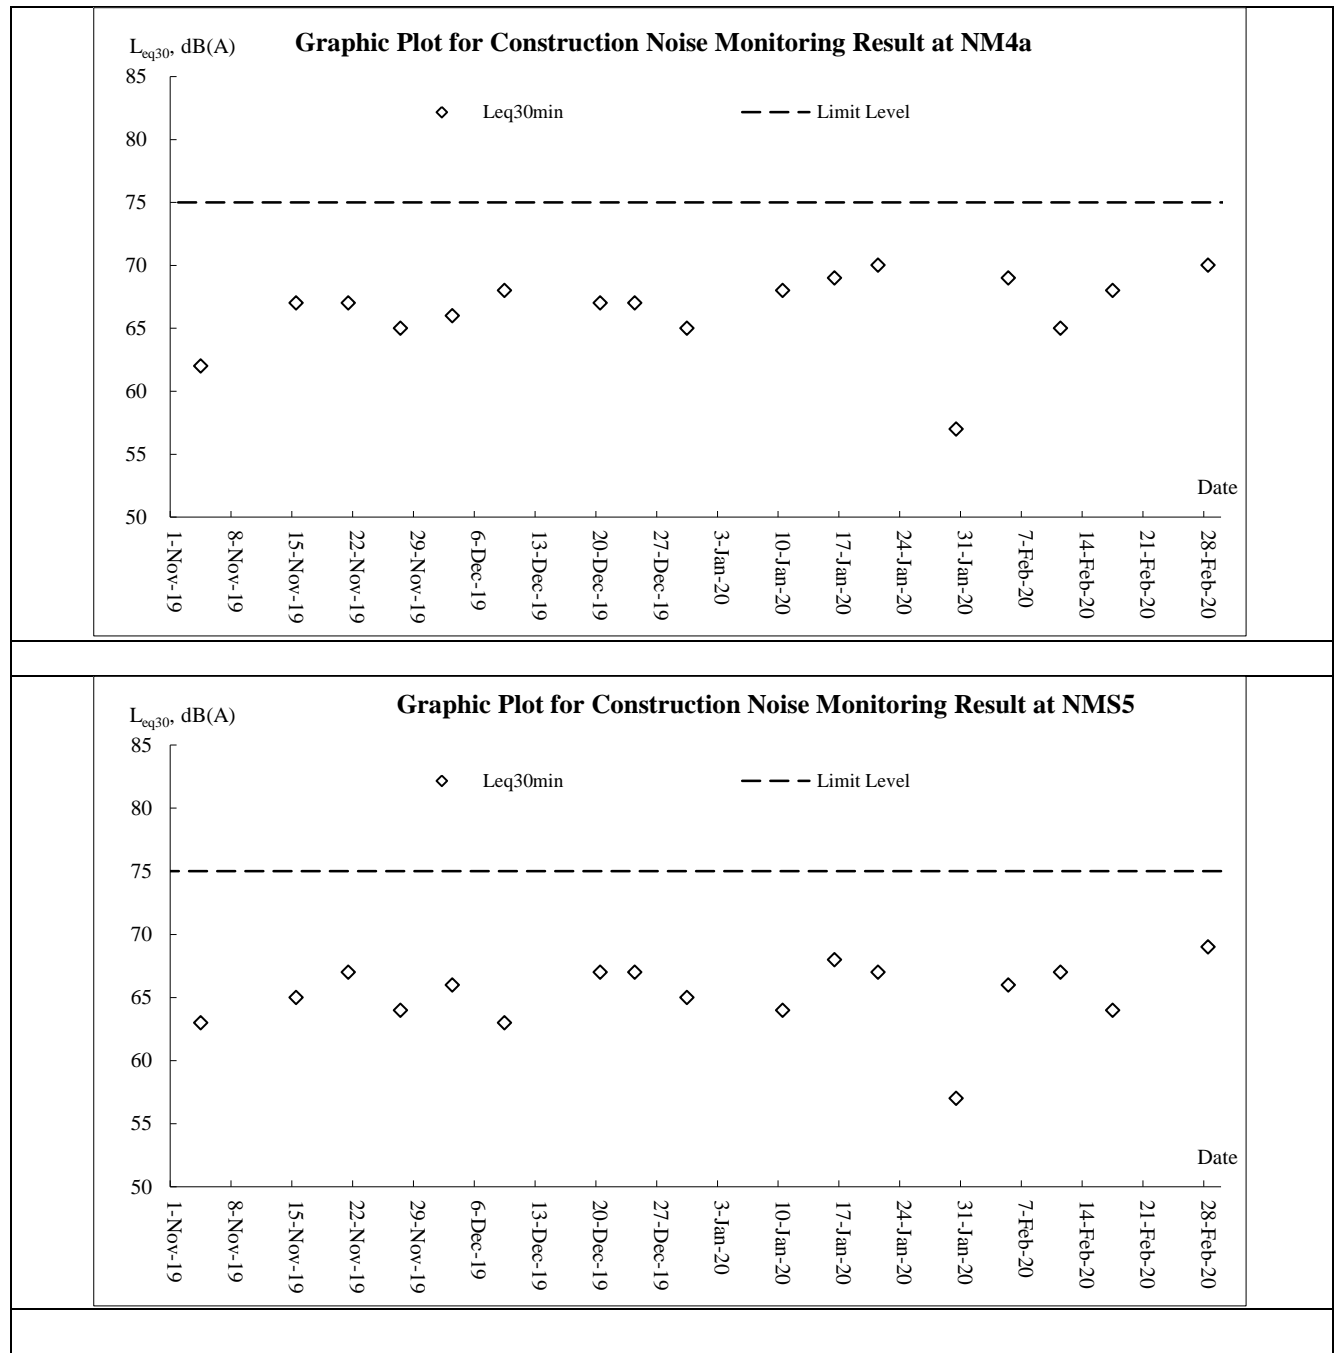 Leq30, dB(A)
Graphic Plot for Construction Noise Monitoring Result at NM4a
85
Leq30min
Limit Level
80
75
70
65
60
55
Date
50
1-Nov-19
8-Nov-19
15-Nov-19
22-Nov-19
29-Nov-19
6-Dec-19
13-Dec-19
20-Dec-19
27-Dec-19
3-Jan-20
10-Jan-20
17-Jan-20
24-Jan-20
31-Jan-20
7-Feb-20
14-Feb-20
21-Feb-20
28-Feb-20
Leq30, dB(A)
Graphic Plot for Construction Noise Monitoring Result at NMS5
85
Leq30min
Limit Level
80
75
70
65
60
55
Date
50
1-Nov-19
8-Nov-19
15-Nov-19
22-Nov-19
29-Nov-19
6-Dec-19
13-Dec-19
20-Dec-19
27-Dec-19
3-Jan-20
10-Jan-20
17-Jan-20
24-Jan-20
31-Jan-20
7-Feb-20
14-Feb-20
21-Feb-20
28-Feb-20